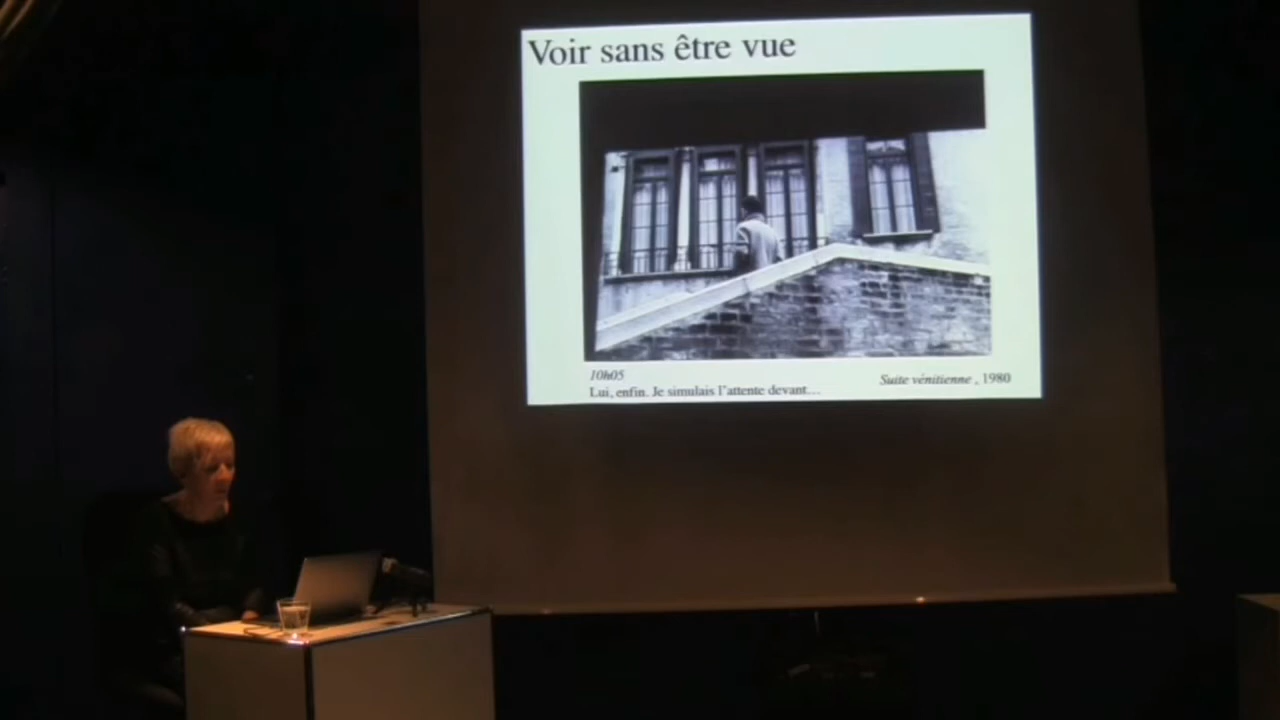 Voir sans être vue
10h05
Lui, enfin. Je simulais l'attente devant...
Suite vénitienne , 1980